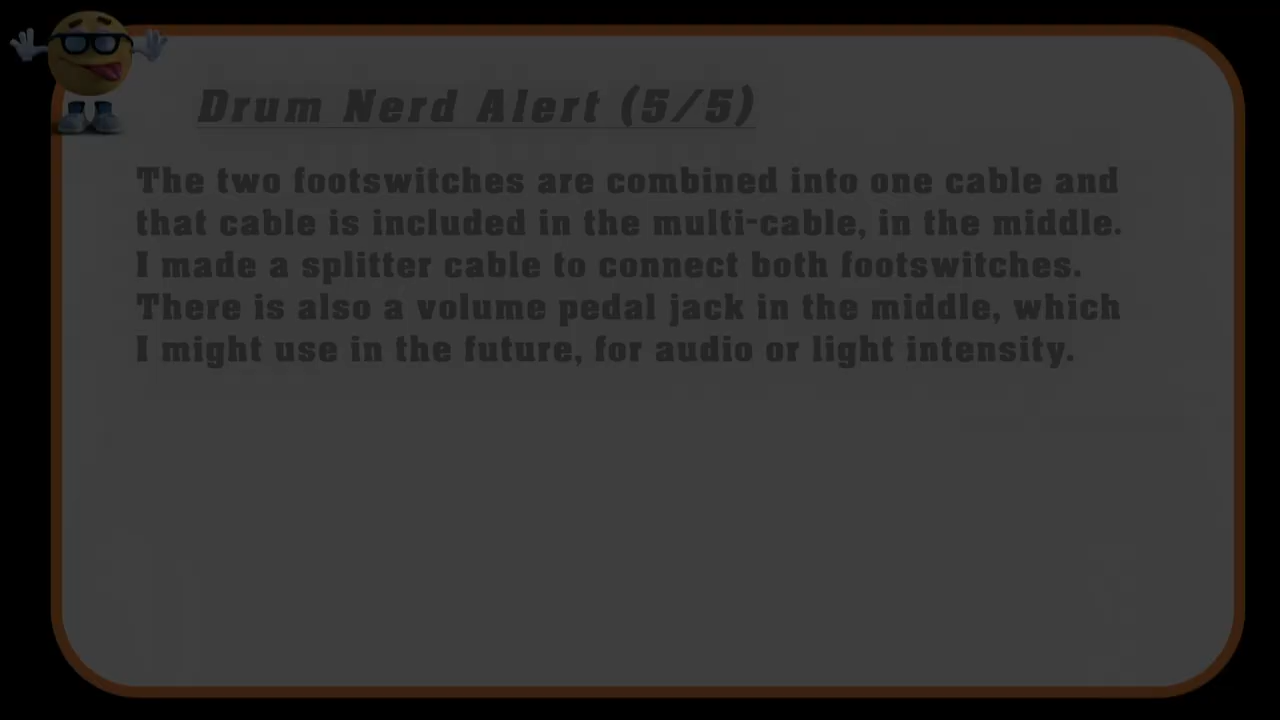 Drum Nerd Alert (5/5)
The two footswitches are combined into one cable and
that cable is included in the multi-cable, in the middle.
I made a splitter cable to connect both footswitches.
There is also a volume pedal jack in the middle, which
I might use in the future, for audio or light intensity.